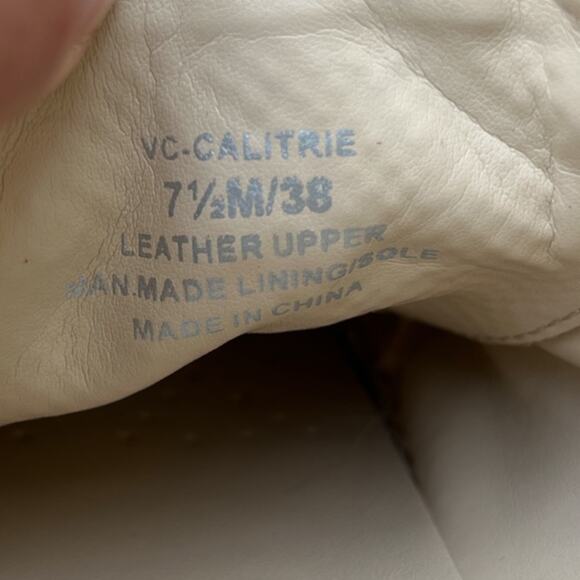 VC-CALITRIE
7½M/38
LEATHER UPPER
MAN.MADE LINING/SOLE
MADE IN CHINA